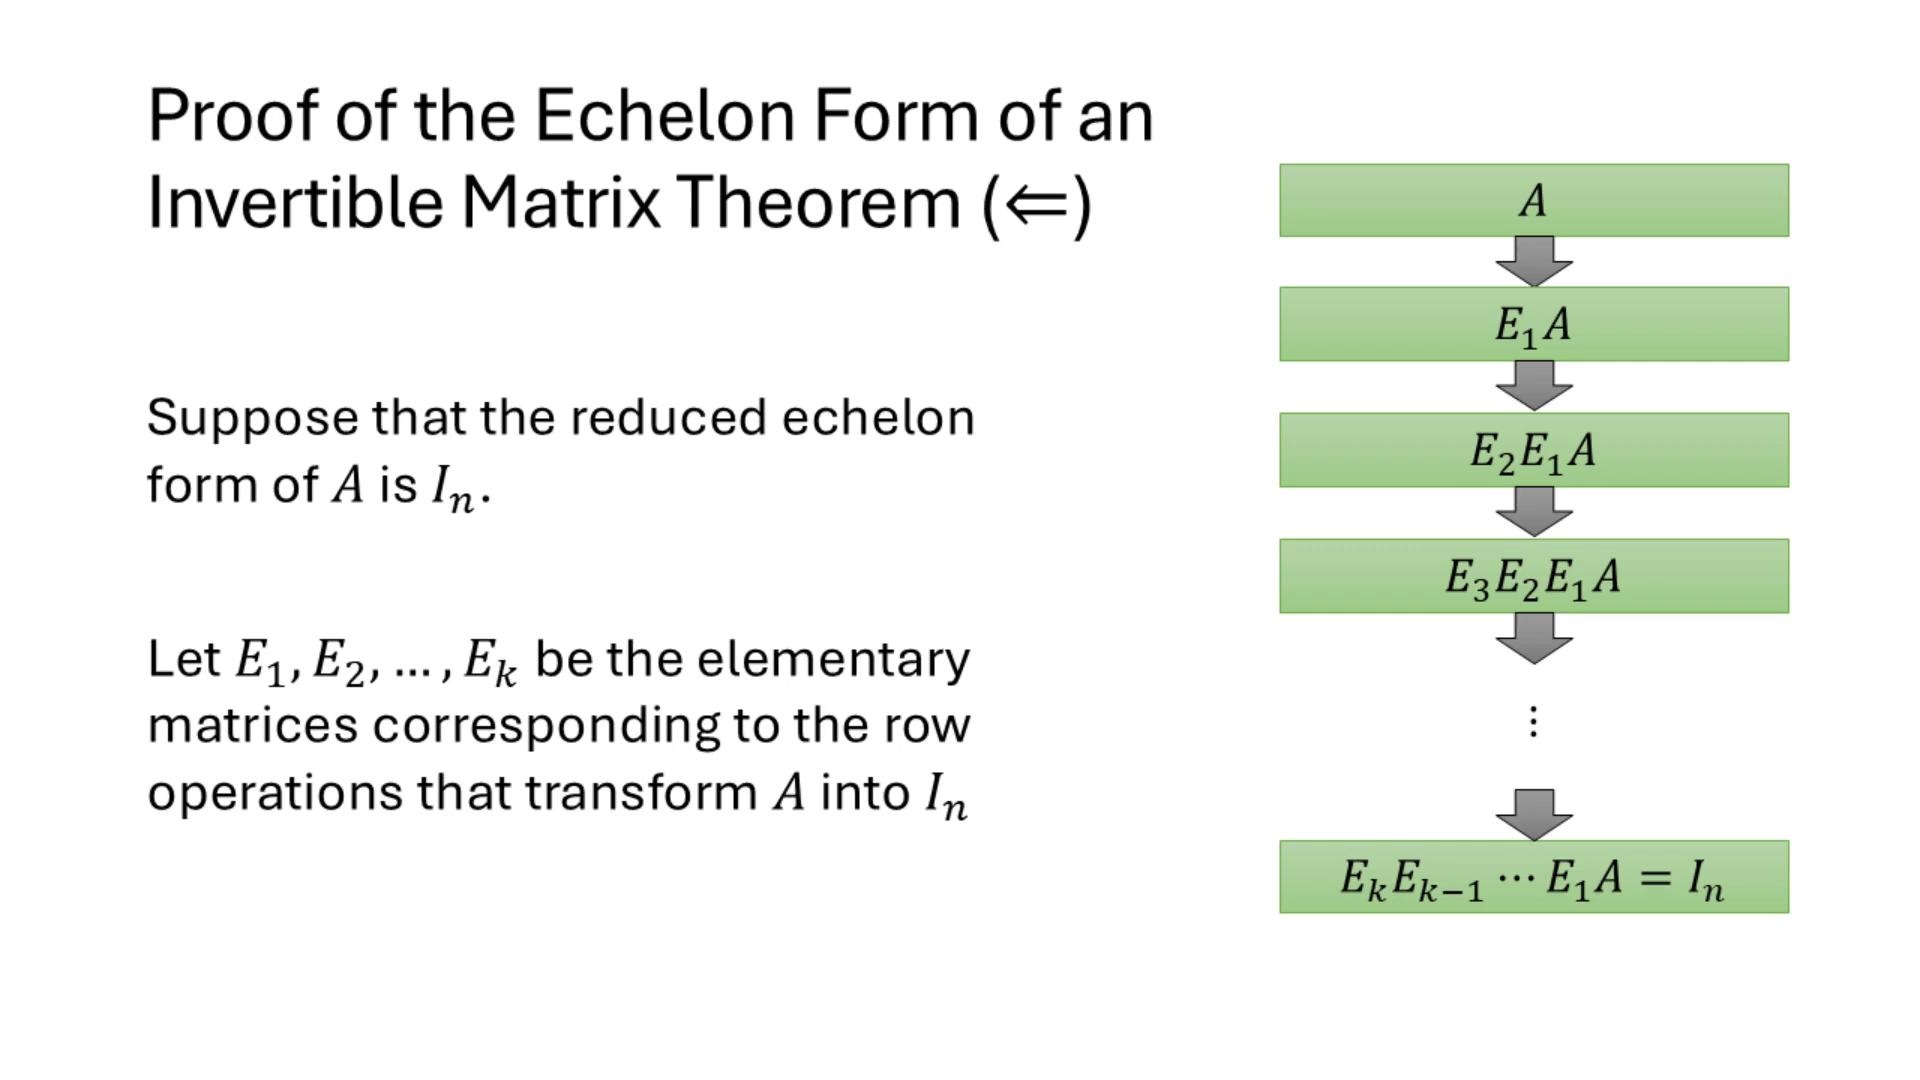 Proof of the Echelon Form of an
Invertible Matrix Theorem (⇐)
Suppose that the reduced echelon
form of A is Iₙ.
Let E₁, E₂, … , Eₖ be the elementary
matrices corresponding to the row
operations that transform A into Iₙ
A
E₁A
E₂E₁A
E₃E₂E₁A
⋮
EₖEₖ₋₁ ⋯ E₁A = Iₙ